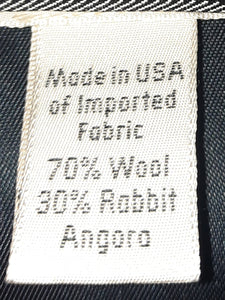 Made in USA
of Imported
Fabric
70% Wool
30% Rabbit
Angora